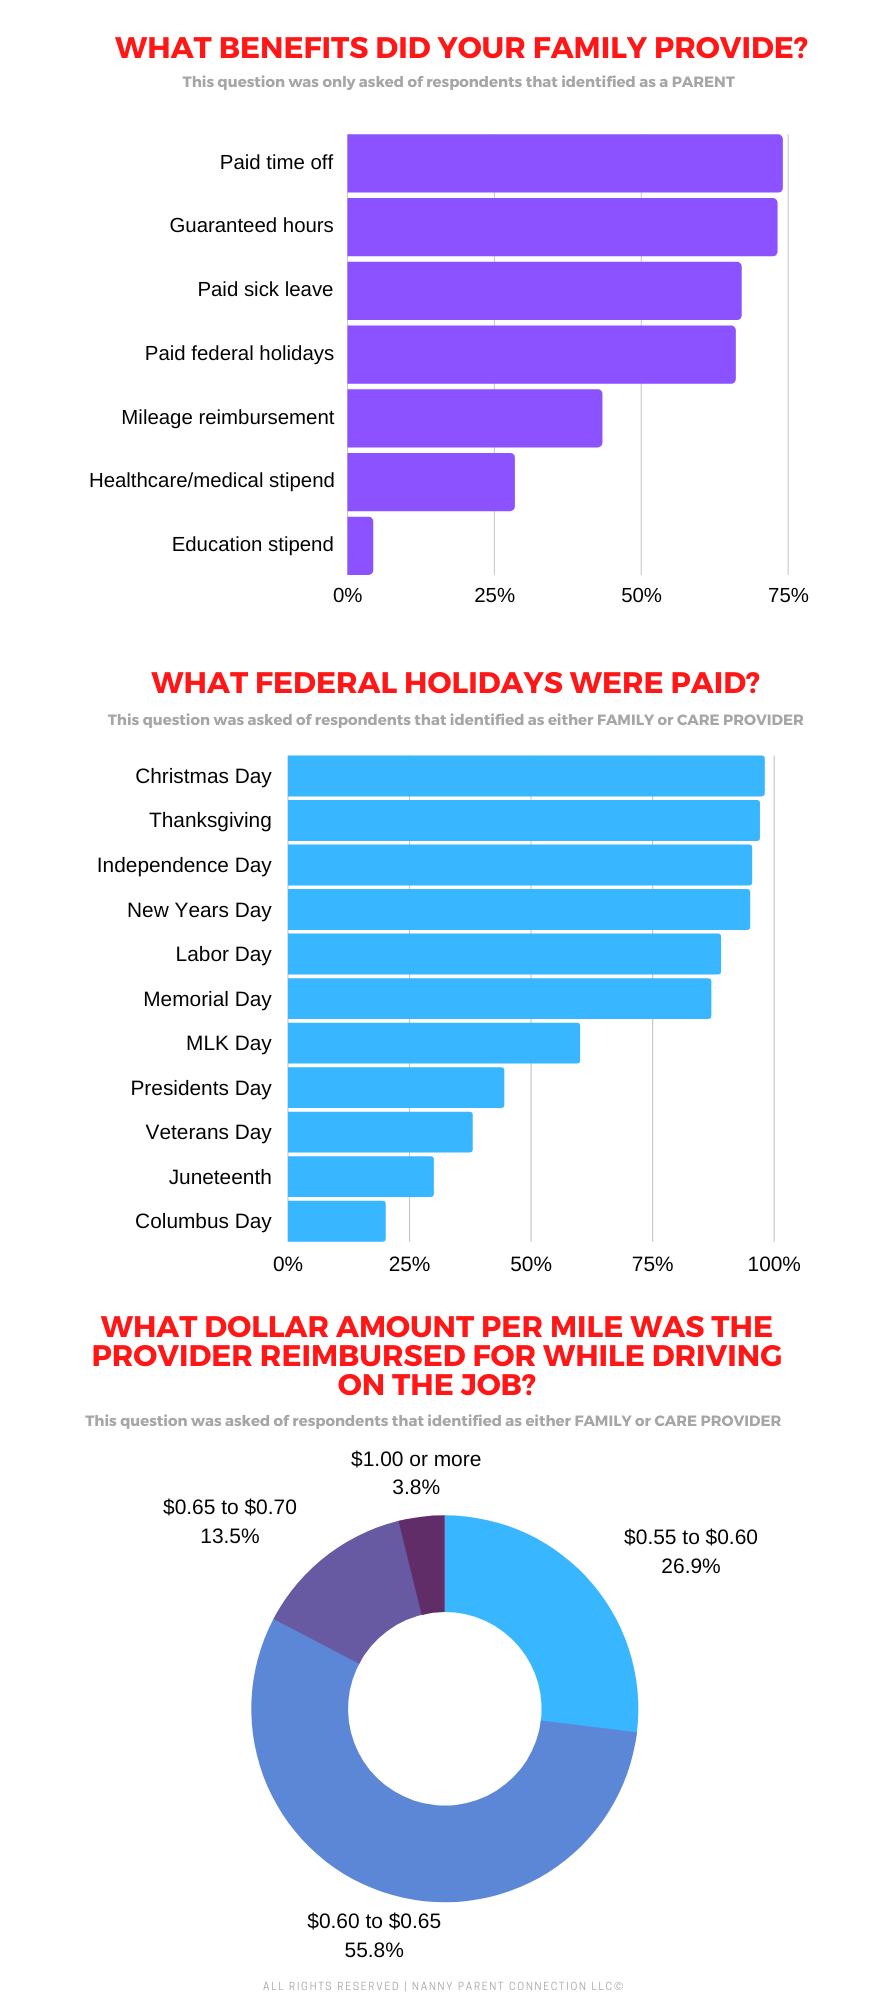 WHAT BENEFITS DID YOUR FAMILY PROVIDE?
This question was only asked of respondents that identified as a PARENT
Paid time off
Guaranteed hours
Paid sick leave
Paid federal holidays
Mileage reimbursement
Healthcare/medical stipend
Education stipend
0% 25% 50% 75%
WHAT FEDERAL HOLIDAYS WERE PAID?
This question was asked of respondents that identified as either FAMILY or CARE PROVIDER
Christmas Day
Thanksgiving
Independence Day
New Years Day
Labor Day
Memorial Day
MLK Day
Presidents Day
Veterans Day
Juneteenth
Columbus Day
0% 25% 50% 75% 100%
WHAT DOLLAR AMOUNT PER MILE WAS THE
PROVIDER REIMBURSED FOR WHILE DRIVING
ON THE JOB?
This question was asked of respondents that identified as either FAMILY or CARE PROVIDER
$1.00 or more
3.8%
$0.65 to $0.70
13.5%
$0.55 to $0.60
26.9%
$0.60 to $0.65
55.8%
ALL RIGHTS RESERVED | NANNY PARENT CONNECTION LLC©